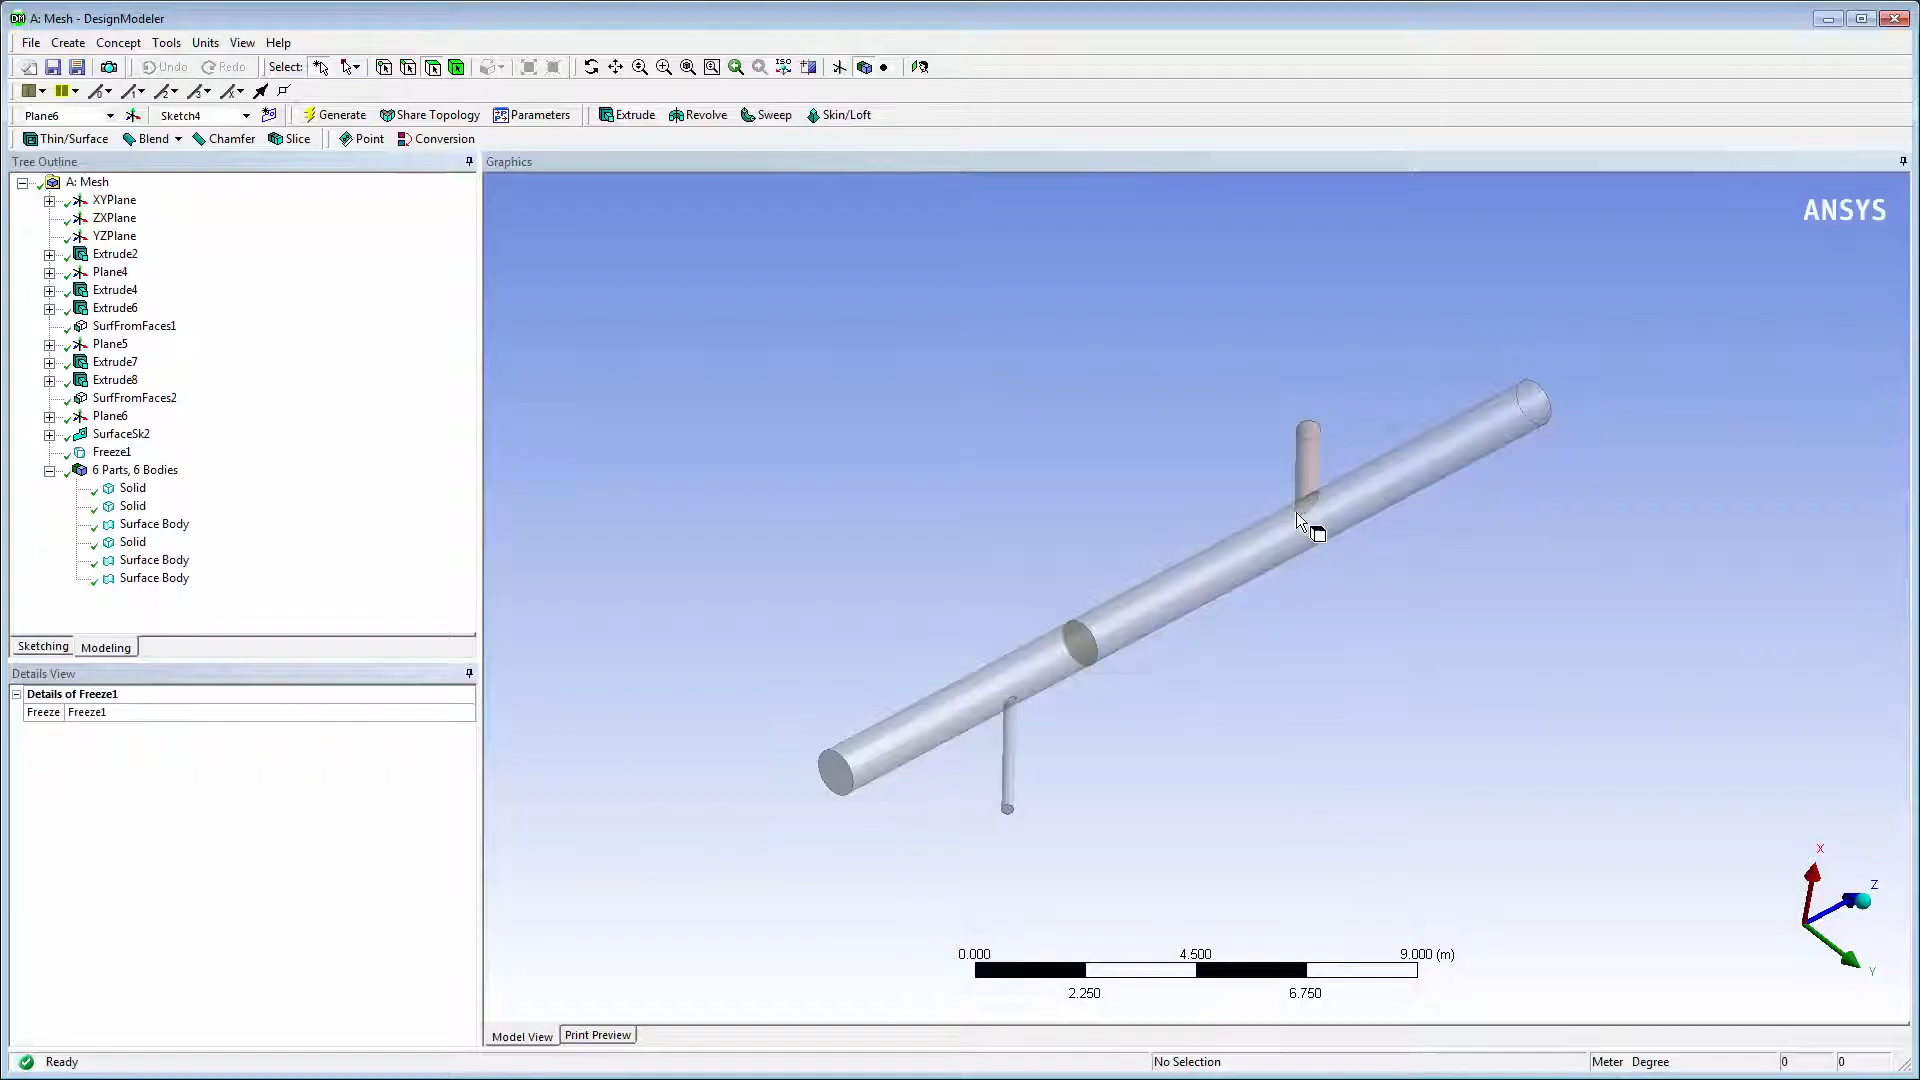 A: Mesh - DesignModeler
File Create Concept Tools Units View Help
Undo Redo Select: ISO
Plane6 Sketch4 Generate Share Topology Parameters Extrude Revolve Sweep Skin/Loft
Thin/Surface Blend Chamfer Slice Point Conversion
Tree Outline
Graphics
A: Mesh
XYPlane
ZXPlane
YZPlane
Extrude2
Plane4
Extrude4
Extrude6
SurfFromFaces1
Plane5
Extrude7
Extrude8
SurfFromFaces2
Plane6
SurfaceSk2
Freeze1
6 Parts, 6 Bodies
Solid
Solid
Surface Body
Solid
Surface Body
Surface Body
Sketching Modeling
Details View
Details of Freeze1
Freeze Freeze1
ANSYS
X
Z
Y
0.000 4.500 9.000 (m)
2.250 6.750
Model View Print Preview
Ready No Selection Meter Degree 0 0